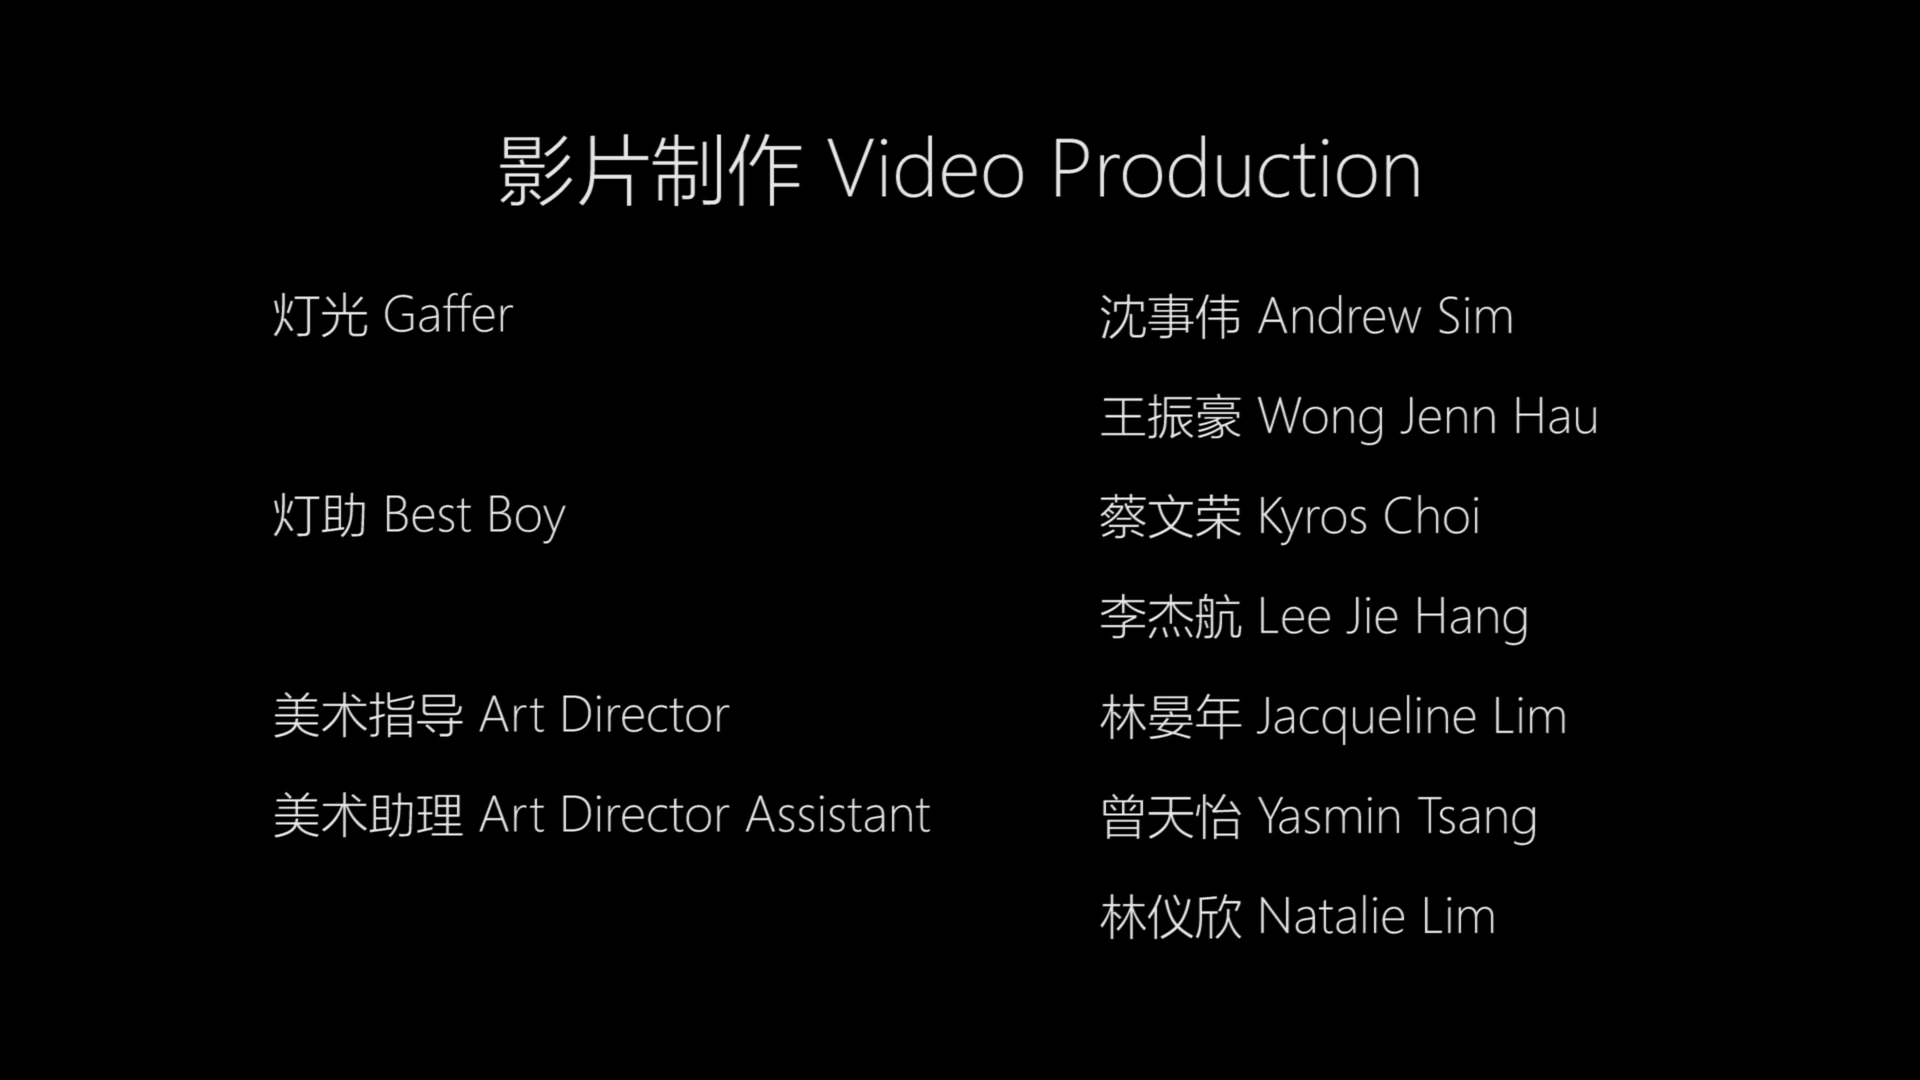 影片制作 Video Production
灯光 Gaffer 沈事伟 Andrew Sim
王振豪 Wong Jenn Hau
灯助 Best Boy 蔡文荣 Kyros Choi
李杰航 Lee Jie Hang
美术指导 Art Director 林晏年 Jacqueline Lim
美术助理 Art Director Assistant 曾天怡 Yasmin Tsang
林仪欣 Natalie Lim